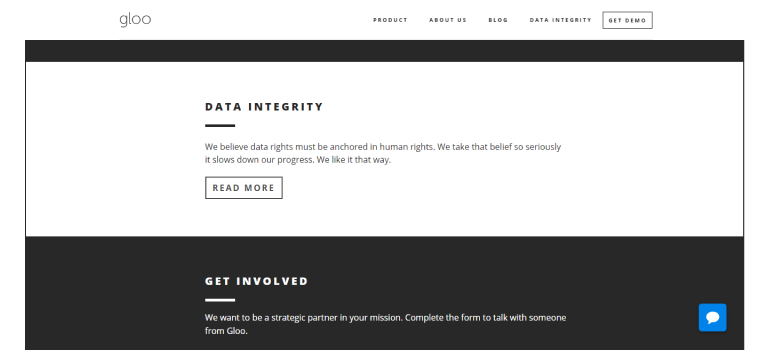 gloo
PRODUCT
ABOUT US
BLOG
DATA INTEGRITY
GET DEMO
DATA INTEGRITY
We believe data rights must be anchored in human rights. We take that belief so seriously
it slows down our progress. We like it that way.
READ MORE
GET INVOLVED
We want to be a strategic partner in your mission. Complete the form to talk with someone
from Gloo.